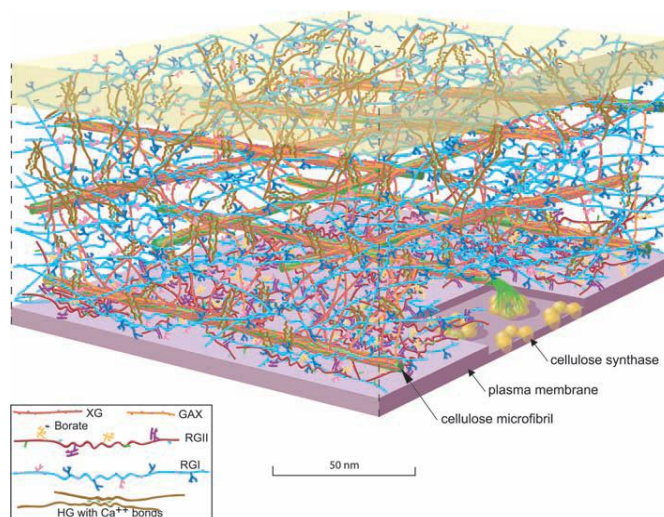 cellulose synthase
plasma membrane
cellulose microfibril
XG
GAX
Borate
RGII
RGI
HG with Ca++ bonds
50 nm